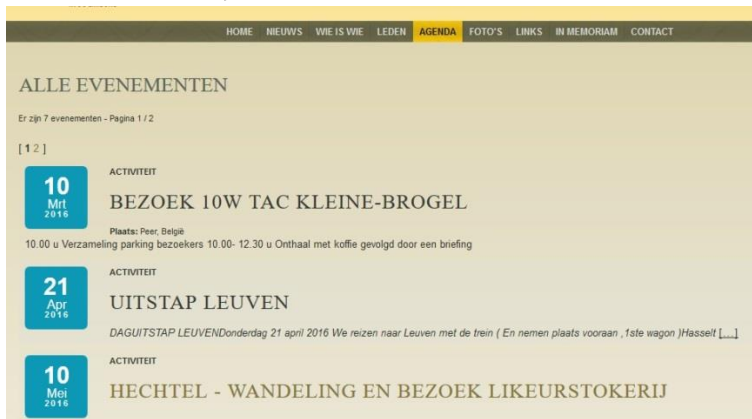 HOME NIEUWS WIE IS WIE LEDEN AGENDA FOTO'S LINKS IN MEMORIAM CONTACT
ALLE EVENEMENTEN
Er zijn 7 evenementen - Pagina 1 / 2
[ 1 2 ]
10
Mrt
2016
ACTIVITEIT
BEZOEK 10W TAC KLEINE-BROGEL
Plaats: Peer, België
10.00 u Verzameling parking bezoekers 10.00- 12.30 u Onthaal met koffie gevolgd door een briefing
21
Apr
2016
ACTIVITEIT
UITSTAP LEUVEN
DAGUITSTAP LEUVENDonderdag 21 april 2016 We reizen naar Leuven met de trein ( En nemen plaats vooraan ,1ste wagon )Hasselt [....]
10
Mei
2016
ACTIVITEIT
HECHTEL - WANDELING EN BEZOEK LIKEURSTOKERIJ